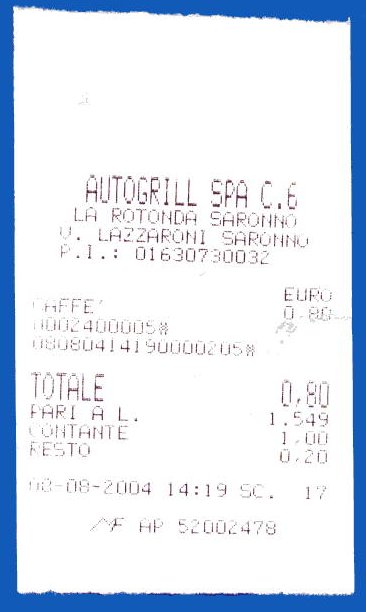 AUTOGRILL SPA C.6
LA ROTONDA SARONNO
V. LAZZARONI SARONNO
P.I.: 01630730032
EURO
CAFFE' 0.80
0002400005#
08080414190000205#
TOTALE 0,80
PARI A L. 1.549
CONTANTE 1,00
RESTO 0,20
08-08-2004 14:19 SC. 17
MF AP 52002478